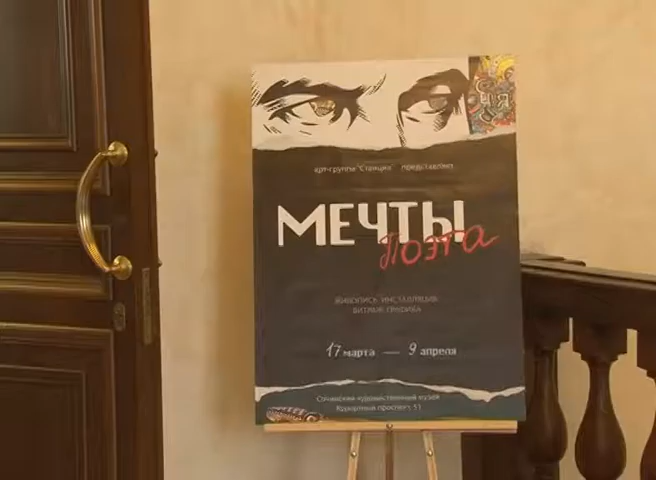 арт-группа "Станция" представляет
МЕЧТЫ
Поэта
ЖИВОПИСЬ ИНСТАЛЛЯЦИЯ
ВИТРАЖ ГРАФИКА
17 марта — 9 апреля
Сочинский художественный музей
Курортный проспект 51